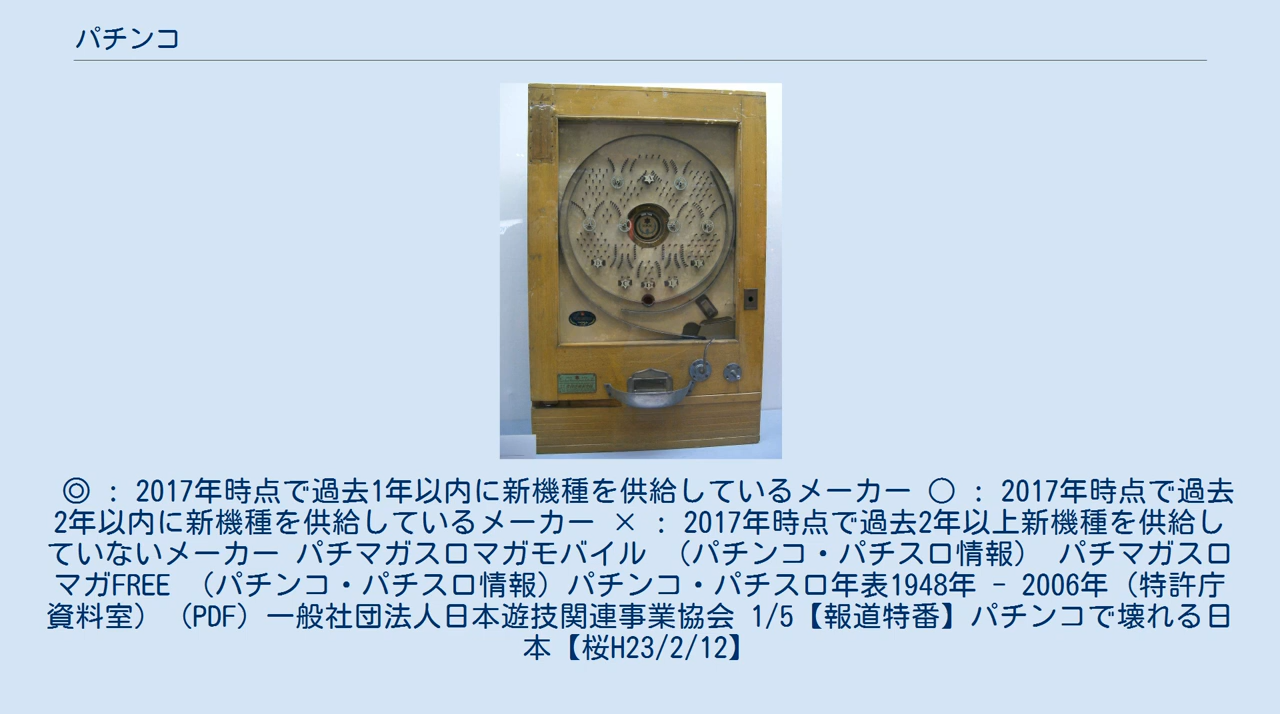 パチンコ
◎ : 2017年時点で過去1年以内に新機種を供給しているメーカー ○ : 2017年時点で過去
2年以内に新機種を供給しているメーカー × : 2017年時点で過去2年以上新機種を供給し
ていないメーカー パチマガスロマガモバイル （パチンコ・パチスロ情報） パチマガスロ
マガFREE （パチンコ・パチスロ情報）パチンコ・パチスロ年表1948年 - 2006年（特許庁
資料室）（PDF）一般社団法人日本遊技関連事業協会 1/5【報道特番】パチンコで壊れる日
本【桜H23/2/12】